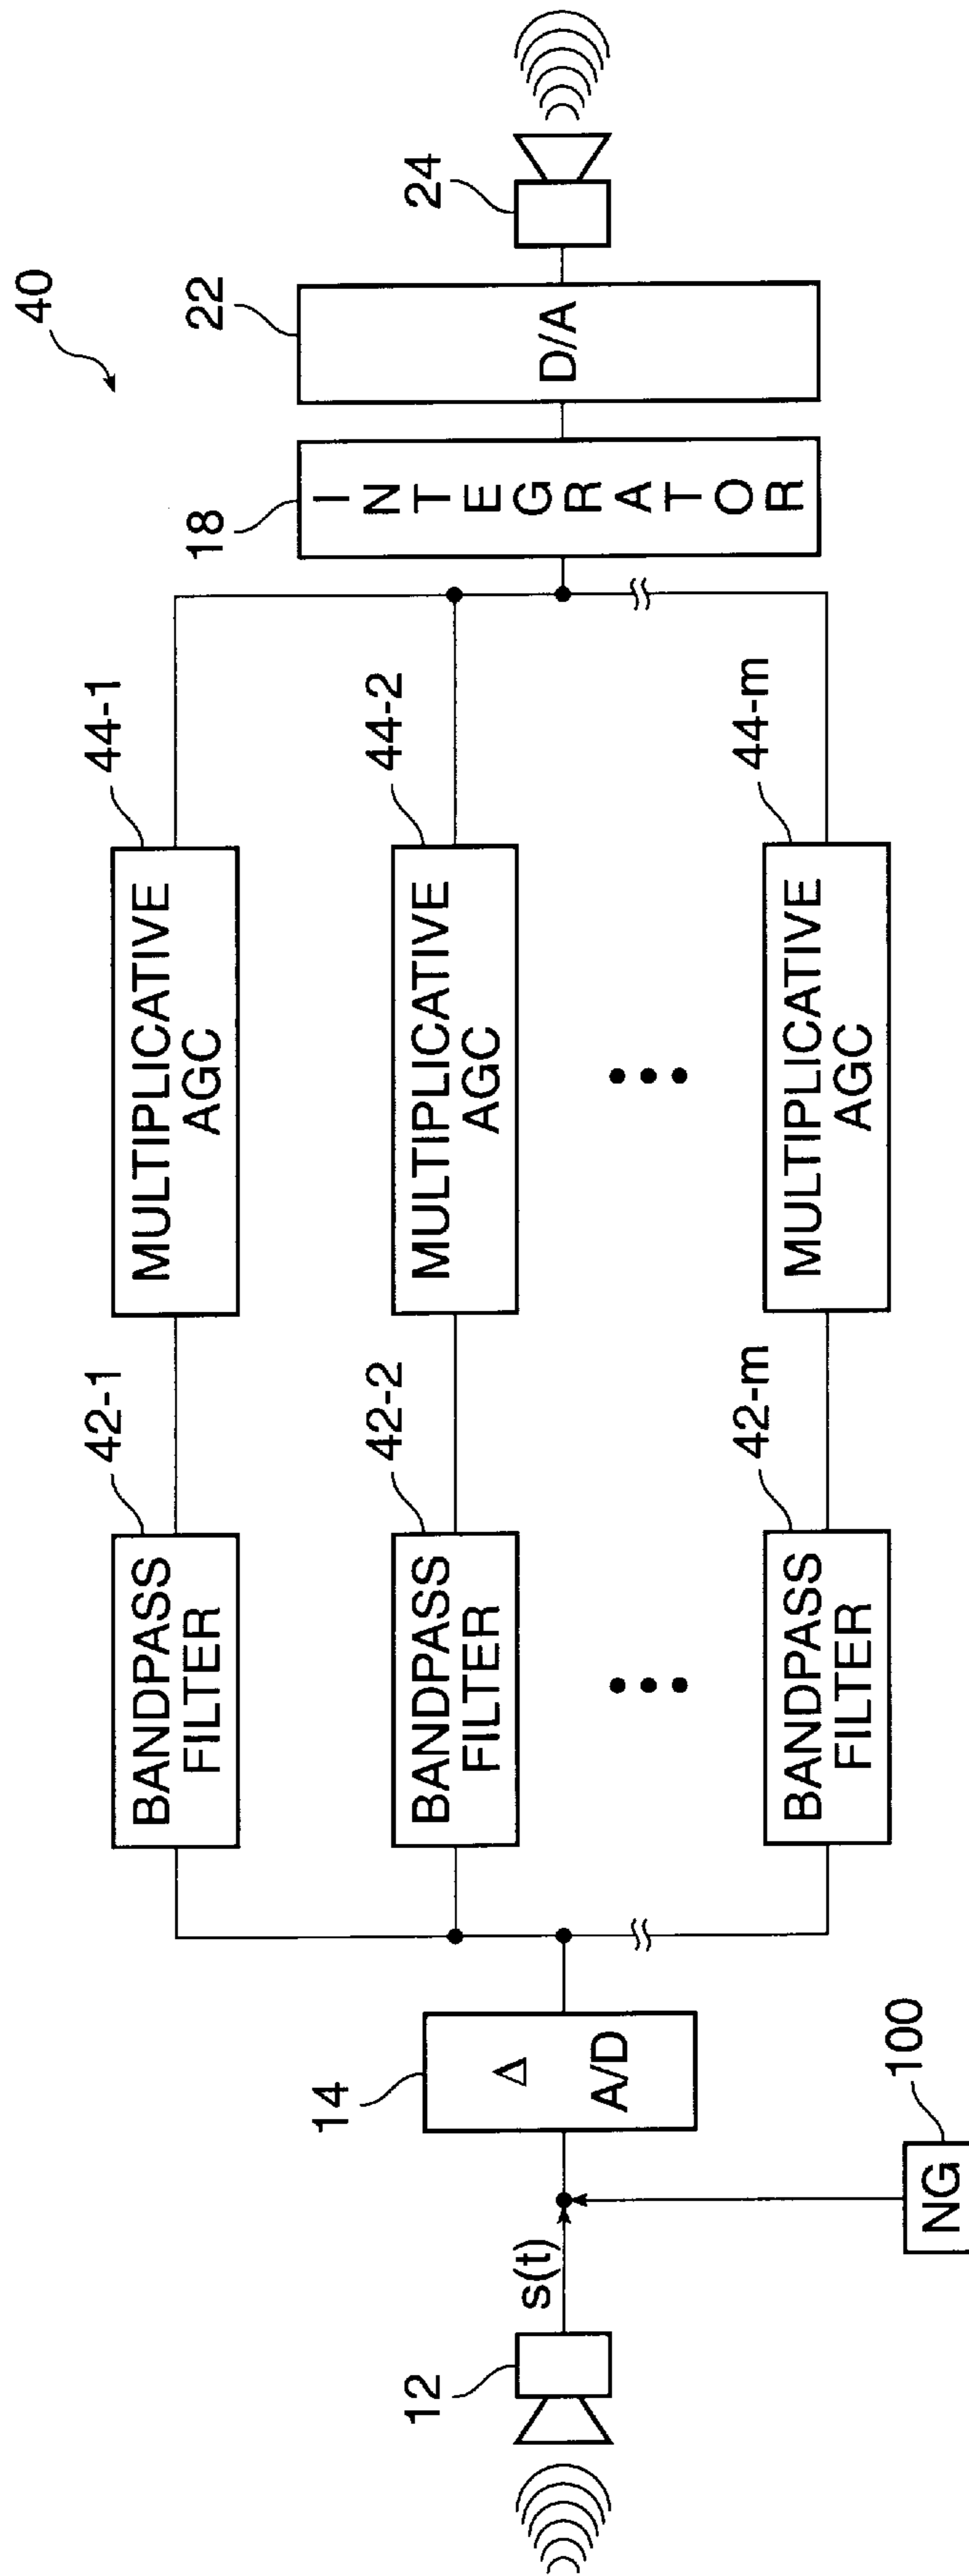 40
12
s(t)
NG
100
14
Δ
A/D
BANDPASS
FILTER
42-1
MULTIPLICATIVE
AGC
44-1
BANDPASS
FILTER
42-2
MULTIPLICATIVE
AGC
44-2
BANDPASS
FILTER
42-m
MULTIPLICATIVE
AGC
44-m
18
INTEGRATOR
22
D/A
24